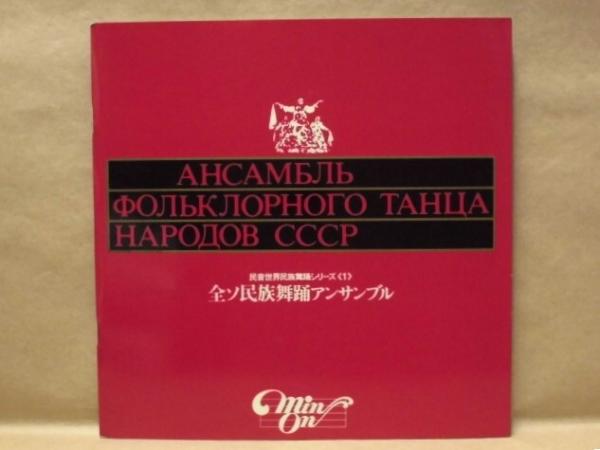 АНСАМБЛЬ
ФОЛЬКЛОРНОГО ТАНЦА
НАРОДОВ СССР
民音世界民族舞踊シリーズ〈1〉
全ソ民族舞踊アンサンブル
Min
On